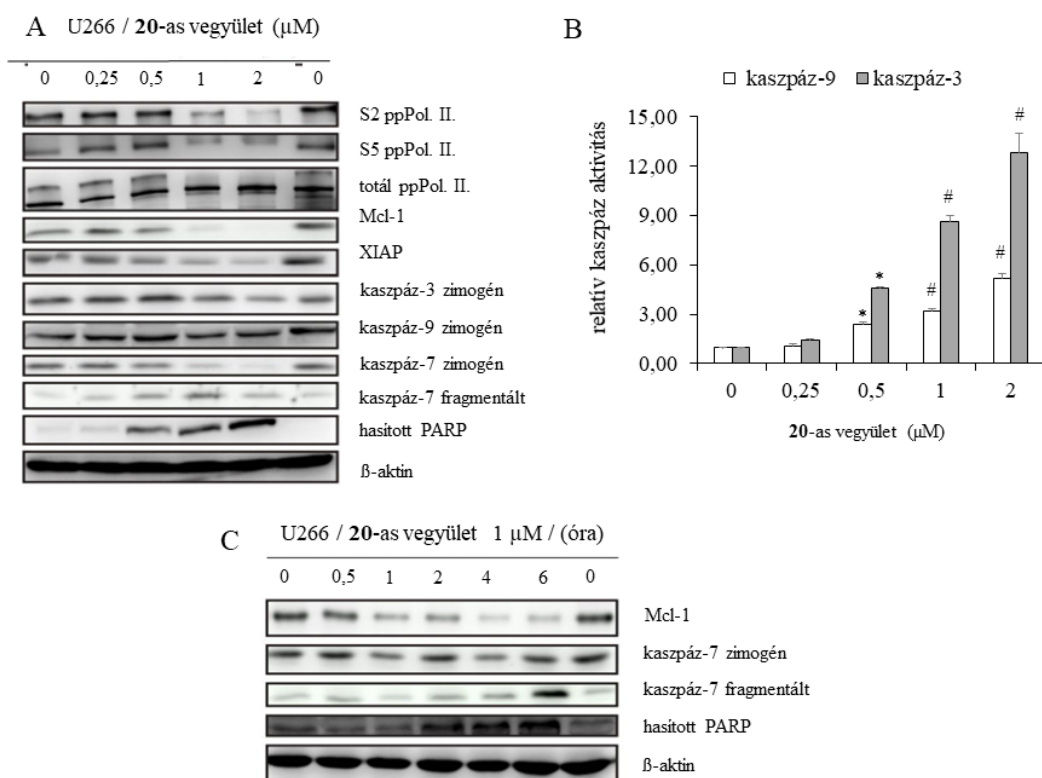 A U266 / 20-as vegyület (µM)
0 0,25 0,5 1 2 0
S2 ppPol. II.
S5 ppPol. II.
totál ppPol. II.
Mcl-1
XIAP
kaszpáz-3 zimogén
kaszpáz-9 zimogén
kaszpáz-7 zimogén
kaszpáz-7 fragmentált
hasított PARP
ß-aktin
B
kaszpáz-9 kaszpáz-3
relatív kaszpáz aktivitás
15,00
12,00
9,00
6,00
3,00
0,00
* * # # # #
0 0,25 0,5 1 2
20-as vegyület (µM)
C U266 / 20-as vegyület 1 µM / (óra)
0 0,5 1 2 4 6 0
Mcl-1
kaszpáz-7 zimogén
kaszpáz-7 fragmentált
hasított PARP
ß-aktin